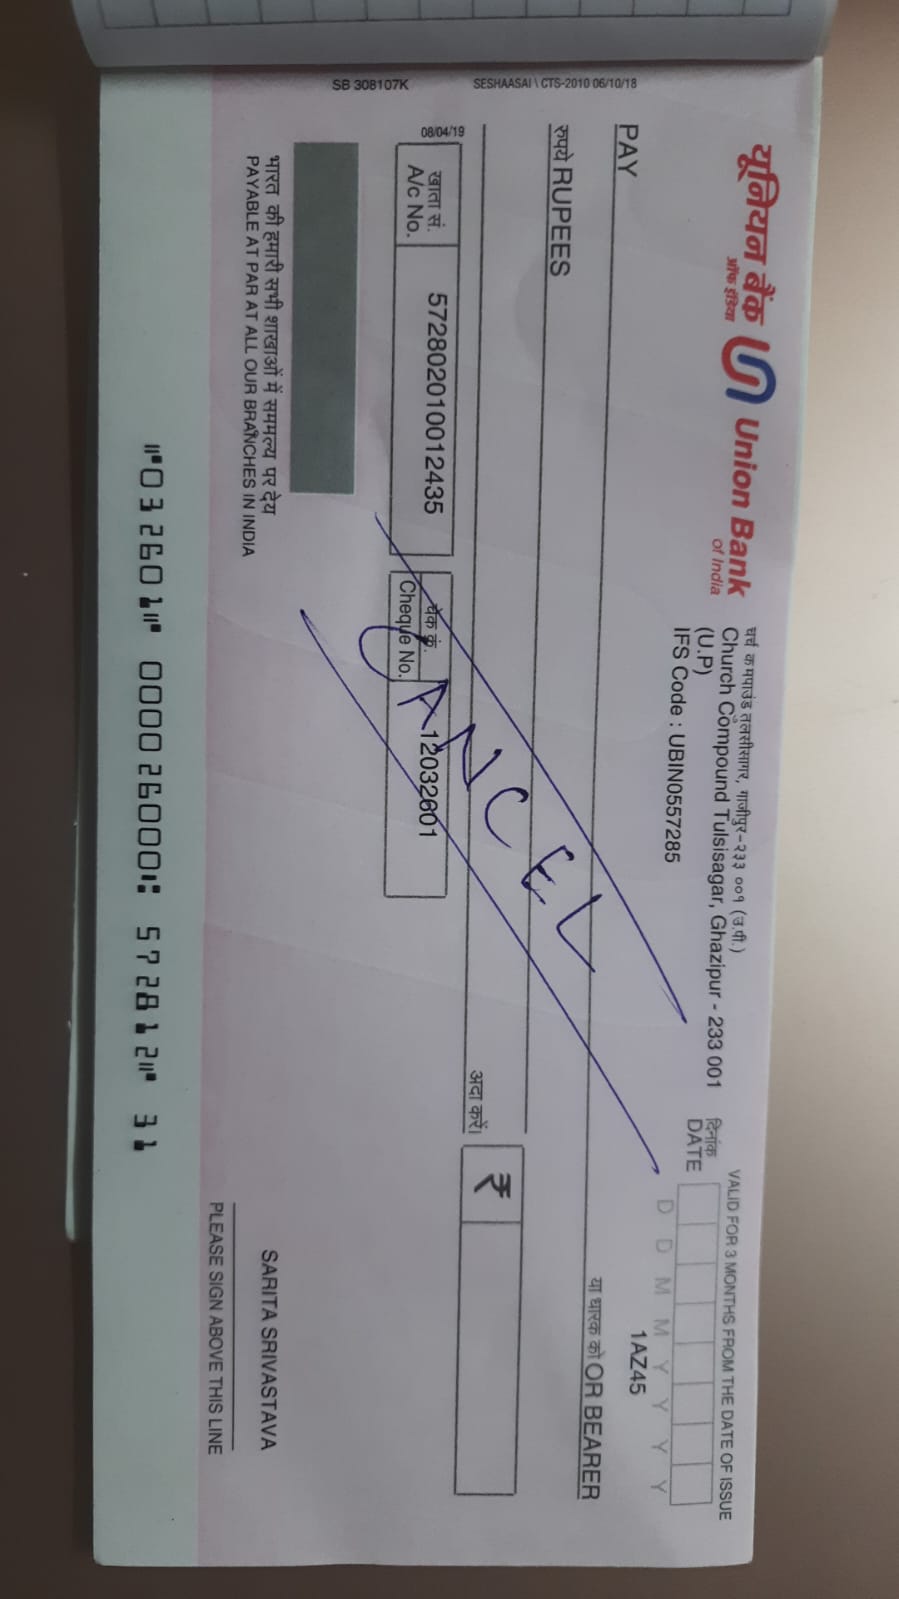 यूनियन बैंक Union Bank
ऑफ इंडिया of India
चर्च कमपाउंड तुलसीसागर, गाजीपुर-२३३ ००१ (उ.पी.)
Church Compound Tulsisagar, Ghazipur - 233 001
(U.P)
IFS Code : UBIN0557285
VALID FOR 3 MONTHS FROM THE DATE OF ISSUE
दिनांक
DATE
D D M M Y Y Y Y
1AZ45
PAY
या धारक को OR BEARER
रुपये RUPEES
अदा करें।
₹
08/04/19
खाता सं.
A/c No.
572802010012435
चेक क्रं.
Cheque No.
12032601
CANCEL
SESHAASAI \ CTS-2010 06/10/18
SB 308107K
भारत की हमारी सभी शाखाओं में सममल्य पर देय
PAYABLE AT PAR AT ALL OUR BRANCHES IN INDIA
SARITA SRIVASTAVA
PLEASE SIGN ABOVE THIS LINE
⑈032601⑈ 000026000⑆ 572812⑈ 31